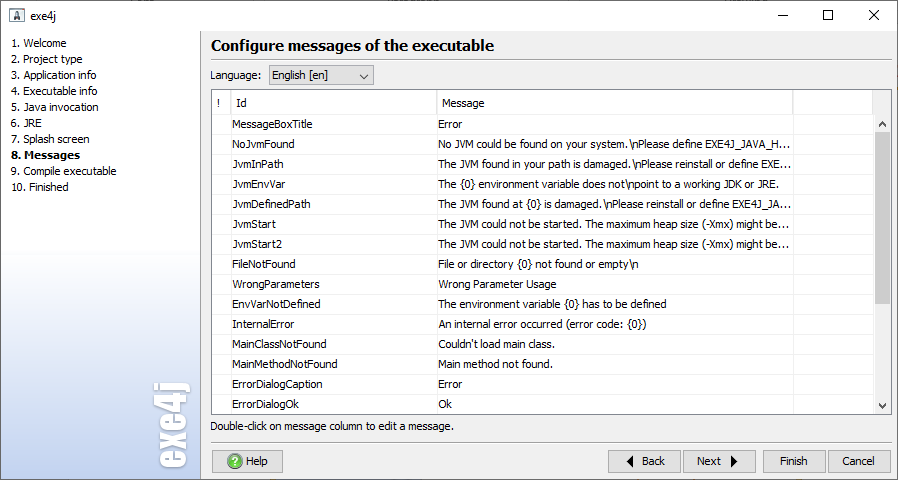 exe4j
1. Welcome
2. Project type
3. Application info
4. Executable info
5. Java invocation
6. JRE
7. Splash screen
8. Messages
9. Compile executable
10. Finished
exe4j
Configure messages of the executable
Language: English [en]
! Id Message
MessageBoxTitle Error
NoJvmFound No JVM could be found on your system.\nPlease define EXE4J_JAVA_H...
JvmInPath The JVM found in your path is damaged.\nPlease reinstall or define EXE...
JvmEnvVar The {0} environment variable does not\npoint to a working JDK or JRE.
JvmDefinedPath The JVM found at {0} is damaged.\nPlease reinstall or define EXE4J_JA...
JvmStart The JVM could not be started. The maximum heap size (-Xmx) might be...
JvmStart2 The JVM could not be started. The maximum heap size (-Xmx) might be...
FileNotFound File or directory {0} not found or empty\n
WrongParameters Wrong Parameter Usage
EnvVarNotDefined The environment variable {0} has to be defined
InternalError An internal error occurred (error code: {0})
MainClassNotFound Couldn't load main class.
MainMethodNotFound Main method not found.
ErrorDialogCaption Error
ErrorDialogOk Ok
Double-click on message column to edit a message.
? Help Back Next Finish Cancel